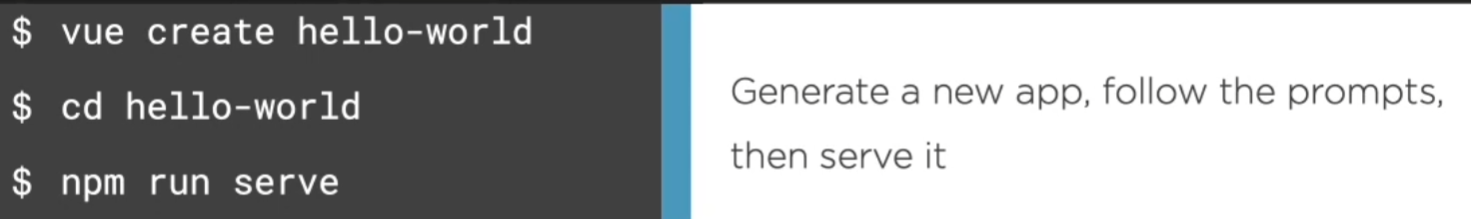 $ vue create hello-world
$ cd hello-world
$ npm run serve
Generate a new app, follow the prompts,
then serve it